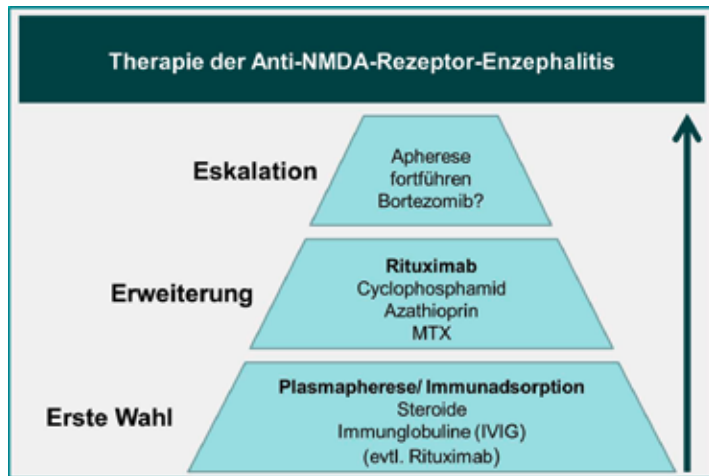 Therapie der Anti-NMDA-Rezeptor-Enzephalitis
Eskalation
Apherese
fortführen
Bortezomib?
Erweiterung
Rituximab
Cyclophosphamid
Azathioprin
MTX
Erste Wahl
Plasmapherese/ Immunadsorption
Steroide
Immunglobuline (IVIG)
(evtl. Rituximab)